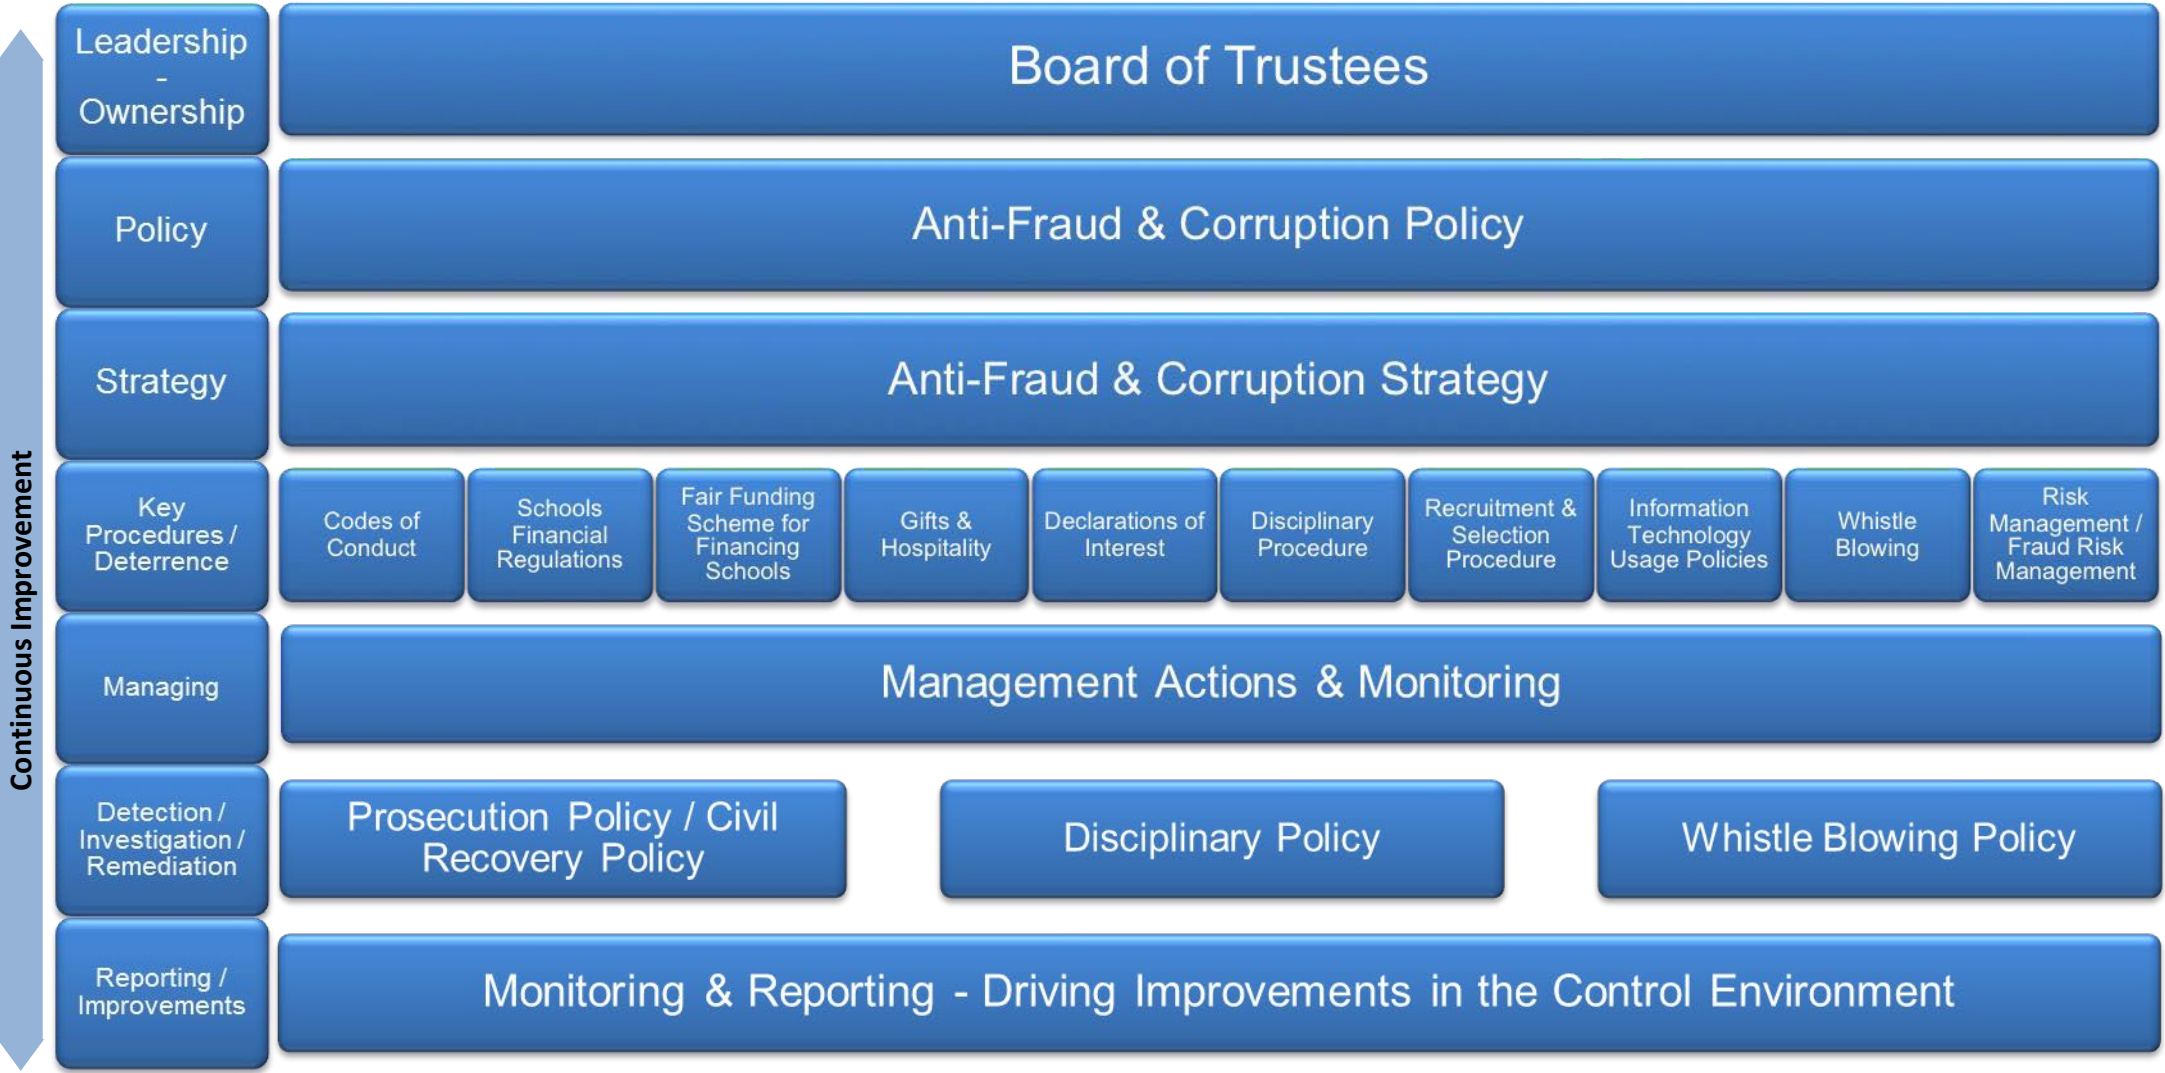 Continuous Improvement
Leadership
-
Ownership
Board of Trustees
Policy
Anti-Fraud & Corruption Policy
Strategy
Anti-Fraud & Corruption Strategy
Key
Procedures /
Deterrence
Codes of
Conduct
Schools
Financial
Regulations
Fair Funding
Scheme for
Financing
Schools
Gifts &
Hospitality
Declarations of
Interest
Disciplinary
Procedure
Recruitment &
Selection
Procedure
Information
Technology
Usage Policies
Whistle
Blowing
Risk
Management /
Fraud Risk
Management
Managing
Management Actions & Monitoring
Detection /
Investigation /
Remediation
Prosecution Policy / Civil
Recovery Policy
Disciplinary Policy
Whistle Blowing Policy
Reporting /
Improvements
Monitoring & Reporting - Driving Improvements in the Control Environment